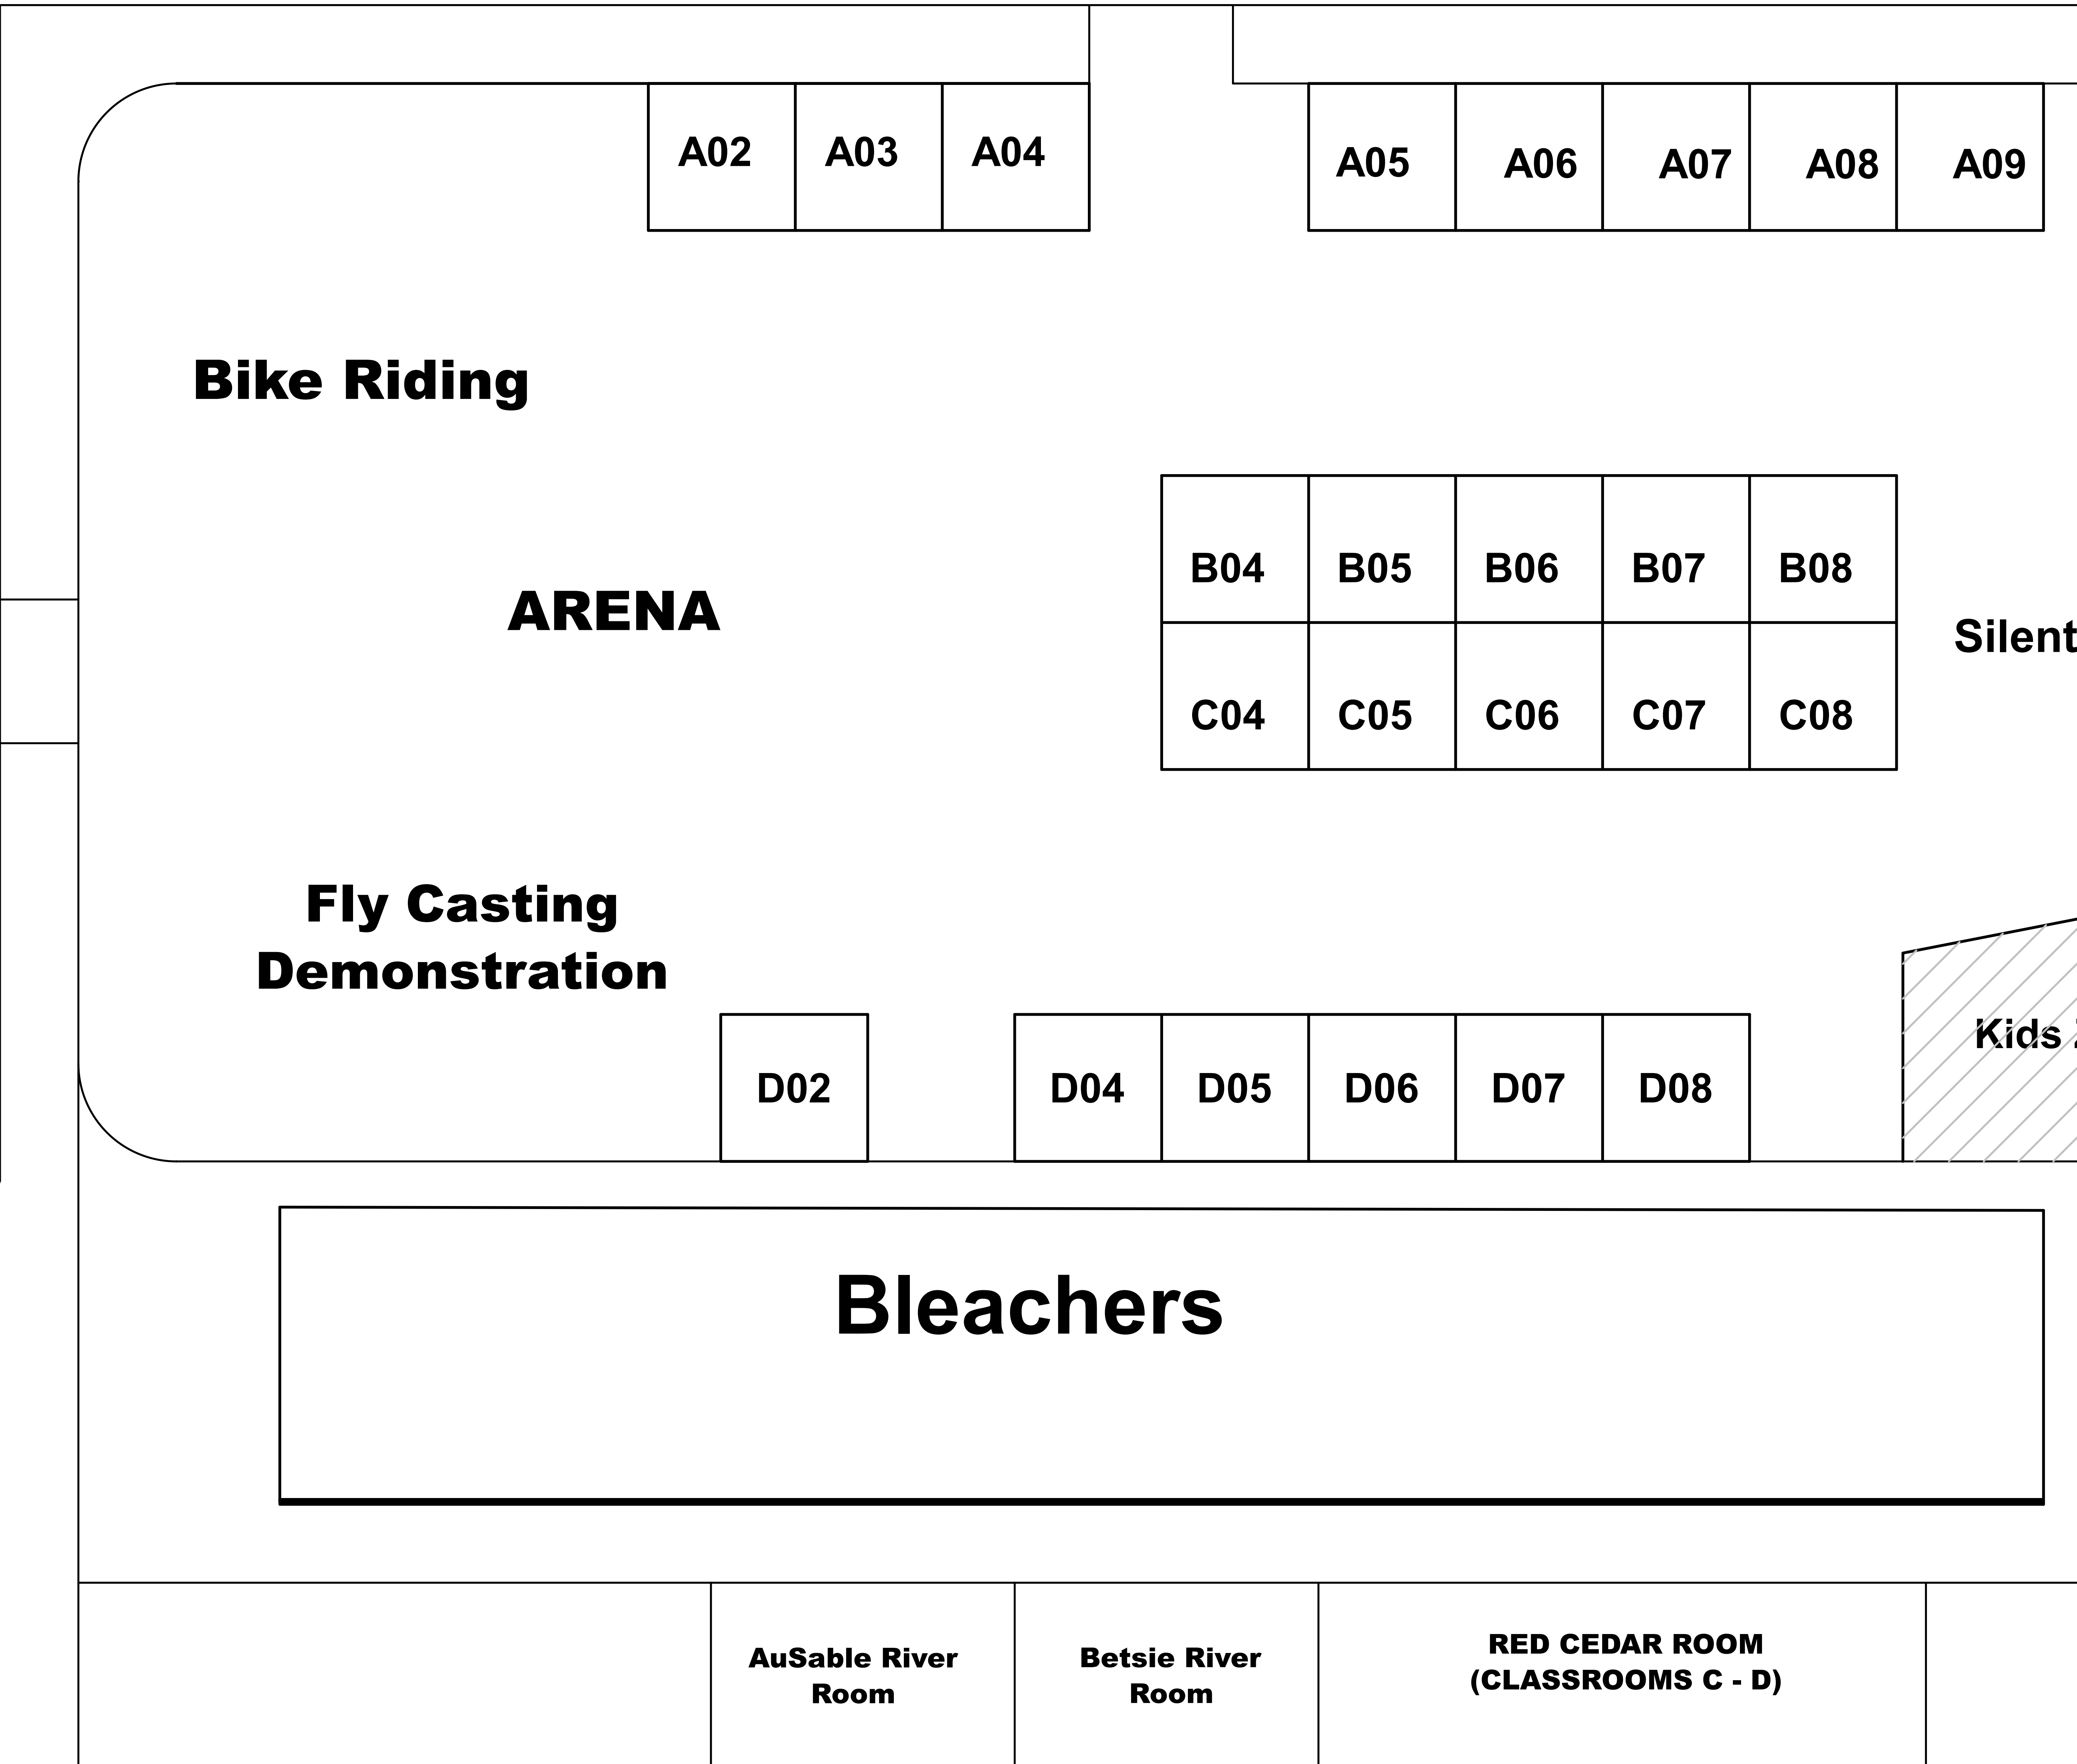 A02 A03 A04 A05 A06 A07 A08 A09
Bike Riding
B04 B05 B06 B07 B08
ARENA
Silent
C04 C05 C06 C07 C08
Fly Casting
Demonstration
Kids
D02 D04 D05 D06 D07 D08
Bleachers
AuSable River
Room
Betsie River
Room
RED CEDAR ROOM
(CLASSROOMS C - D)